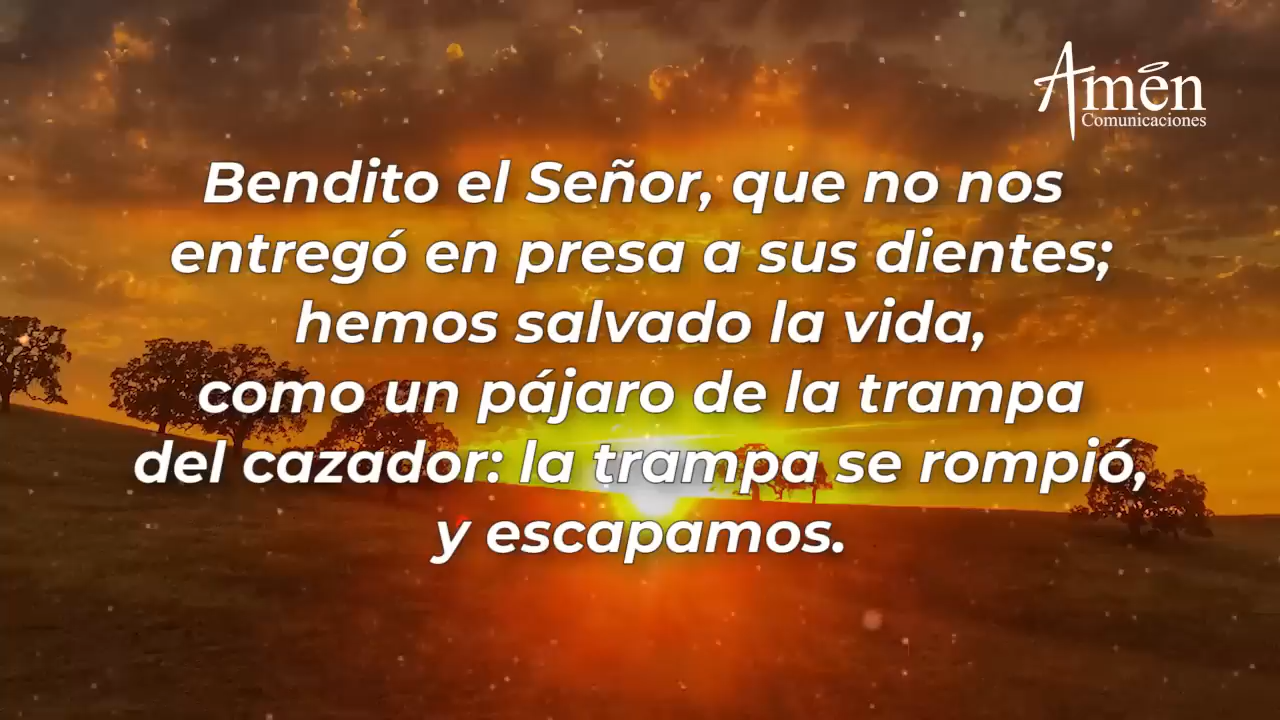 Amén
Comunicaciones
Bendito el Señor, que no nos
entregó en presa a sus dientes;
hemos salvado la vida,
como un pájaro de la trampa
del cazador: la trampa se rompió,
y escapamos.